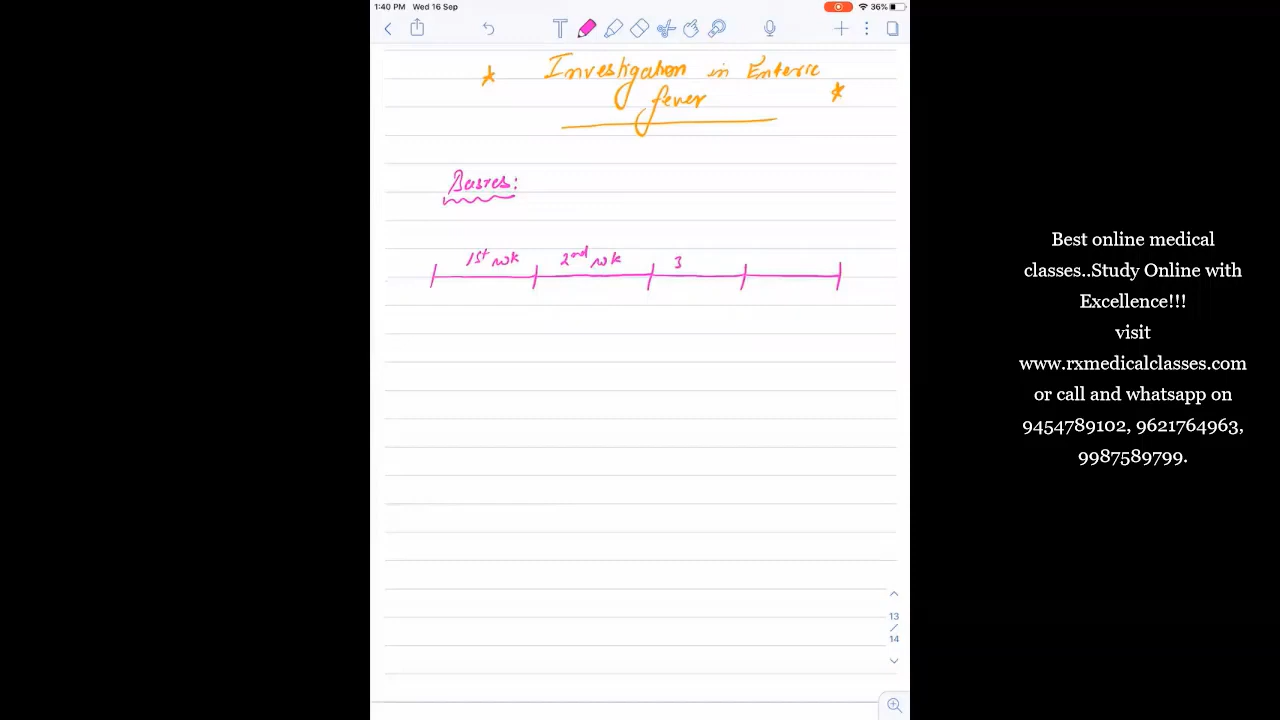 1:40 PM Wed 16 Sep
36%
* Investigation in Enteric
fever *
Basics:
1st wk 2nd wk 3
13
/
14
Best online medical
classes..Study Online with
Excellence!!!
visit
www.rxmedicalclasses.com
or call and whatsapp on
9454789102, 9621764963,
9987589799.